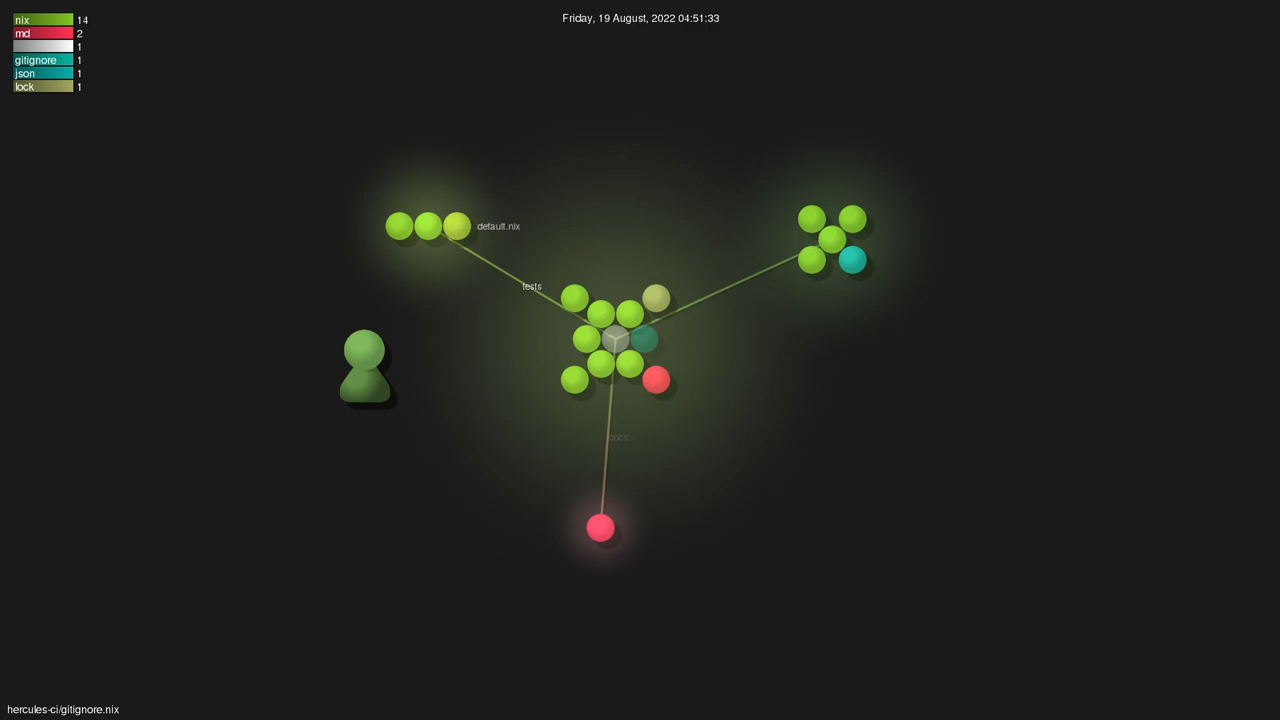 Friday, 19 August, 2022 04:51:33
nix 14
md 2
1
gitignore 1
json 1
lock 1
default.nix
tests
docs
hercules-ci/gitignore.nix